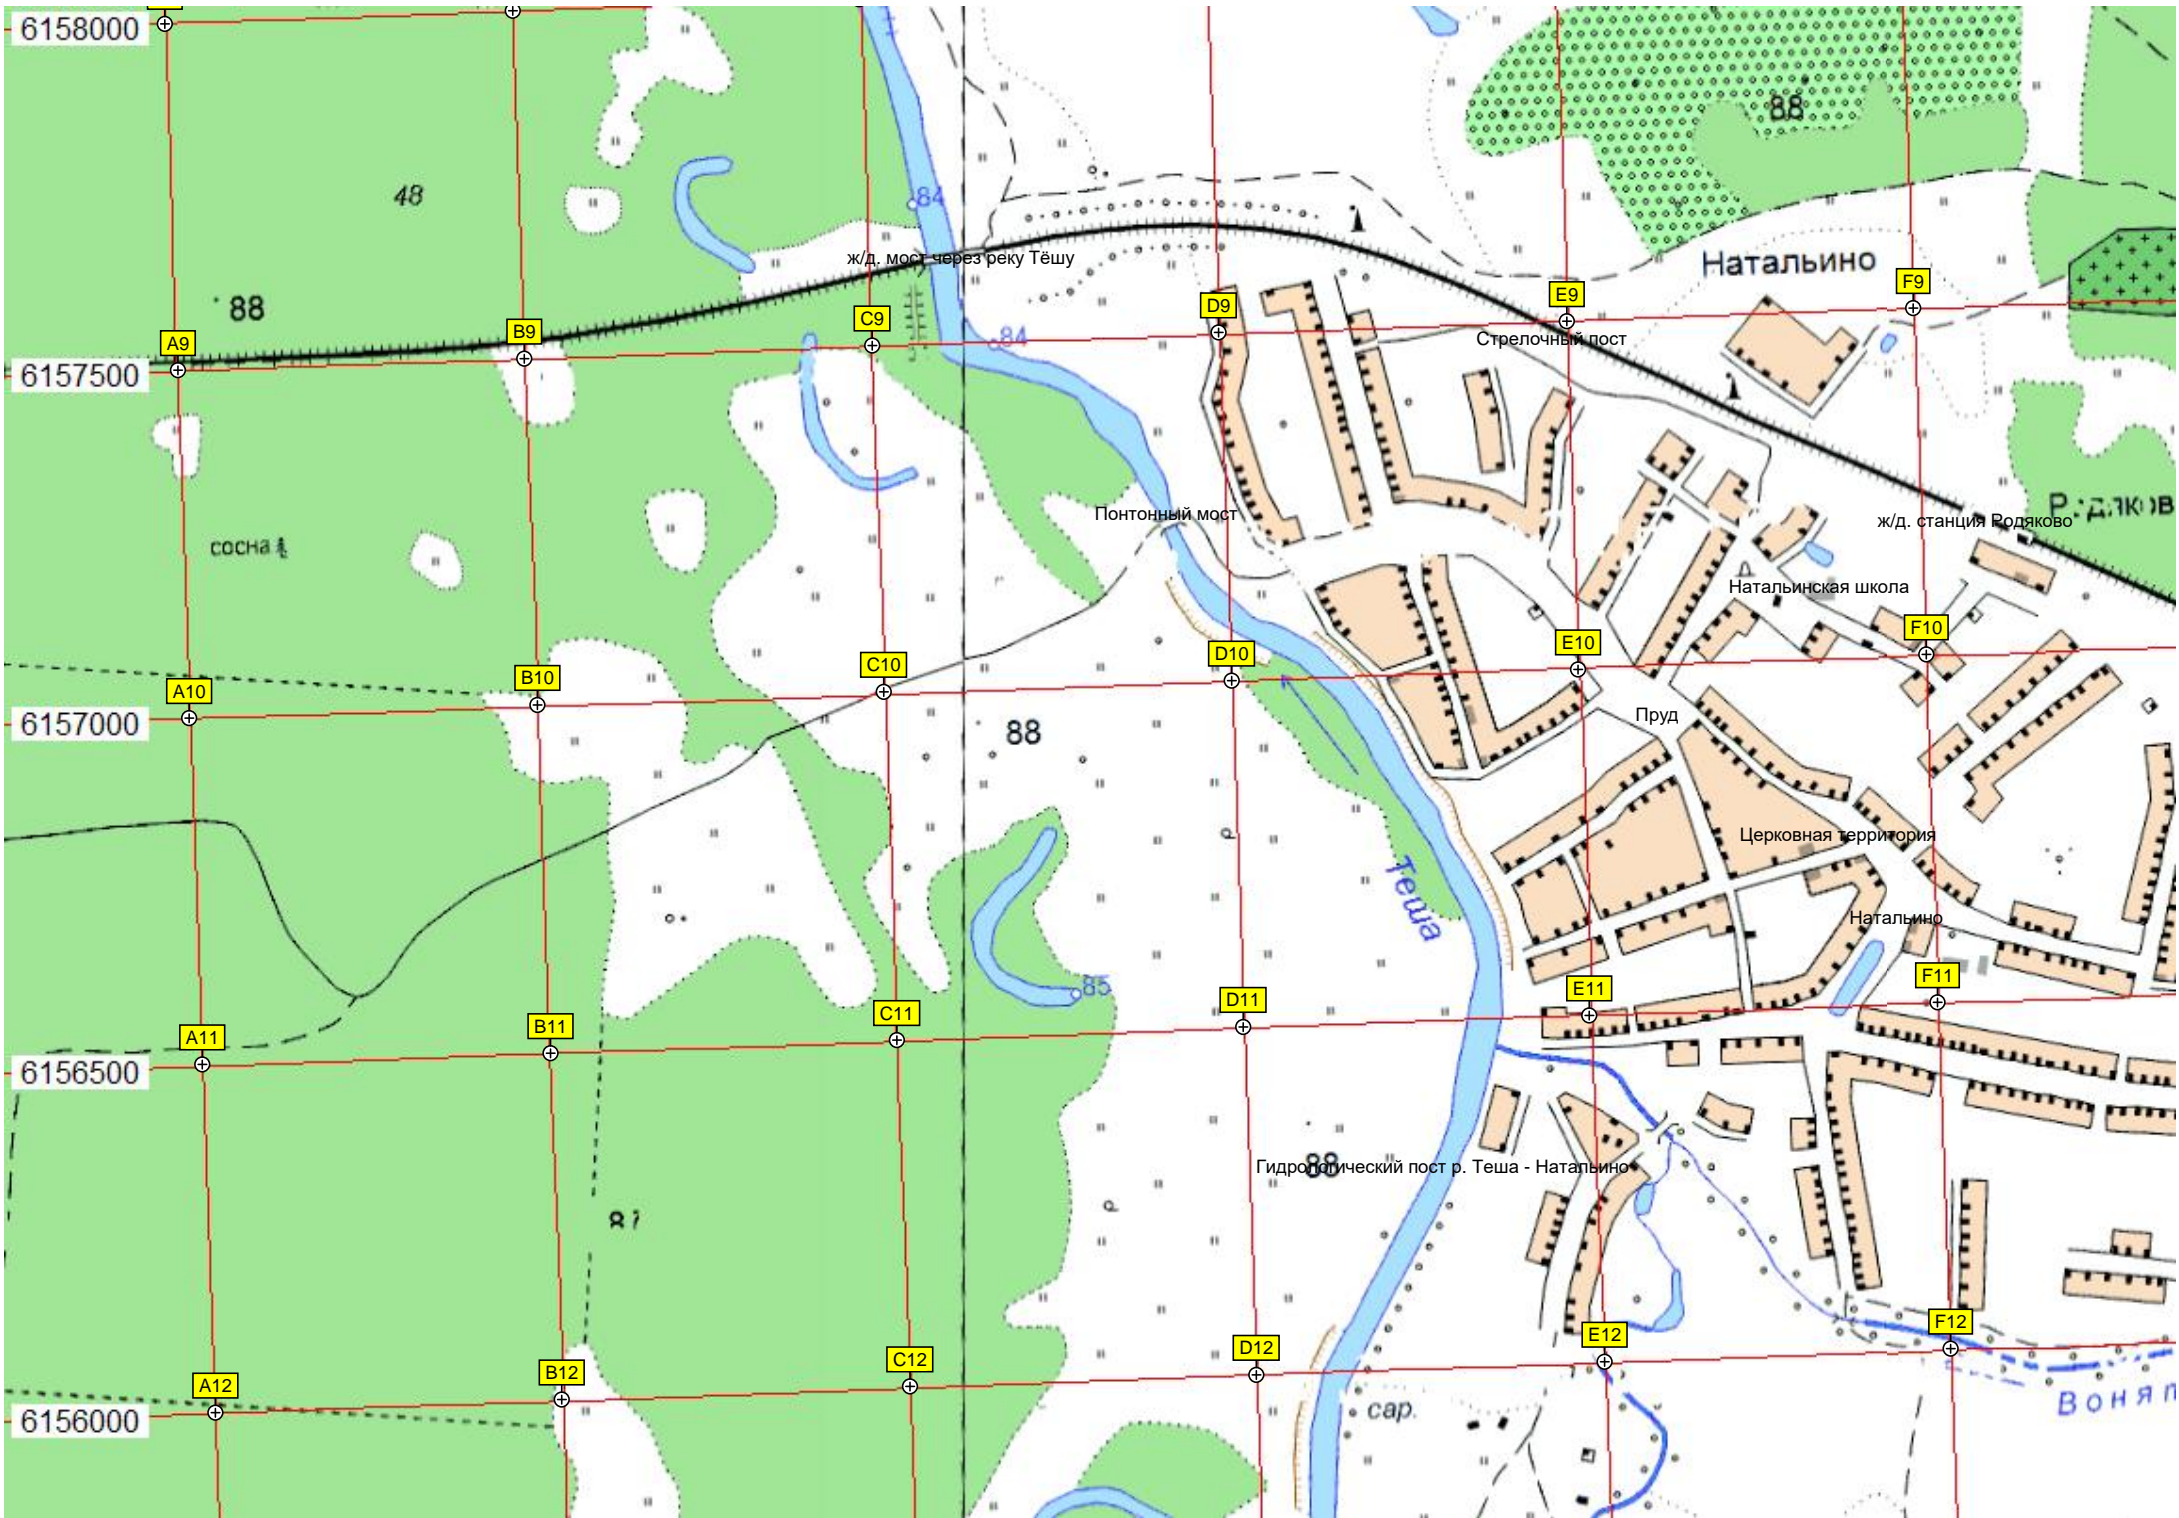 6158000
88
48
84
ж/д. мост через реку Тёшу
Натальино
88
F9
E9
D9
C9
B9
A9
84
Стрелочный пост
6157500
Понтонный мост
ж/д. станция Родяково
сосна
Натальинская школа
F10
E10
D10
C10
B10
A10
6157000
88
Пруд
Церковная территория
Теша
Натальино
85
F11
E11
D11
C11
B11
A11
6156500
88
Гидрологический пост р. Теша - Натальино
F12
E12
D12
C12
B12
A12
6156000
сар.